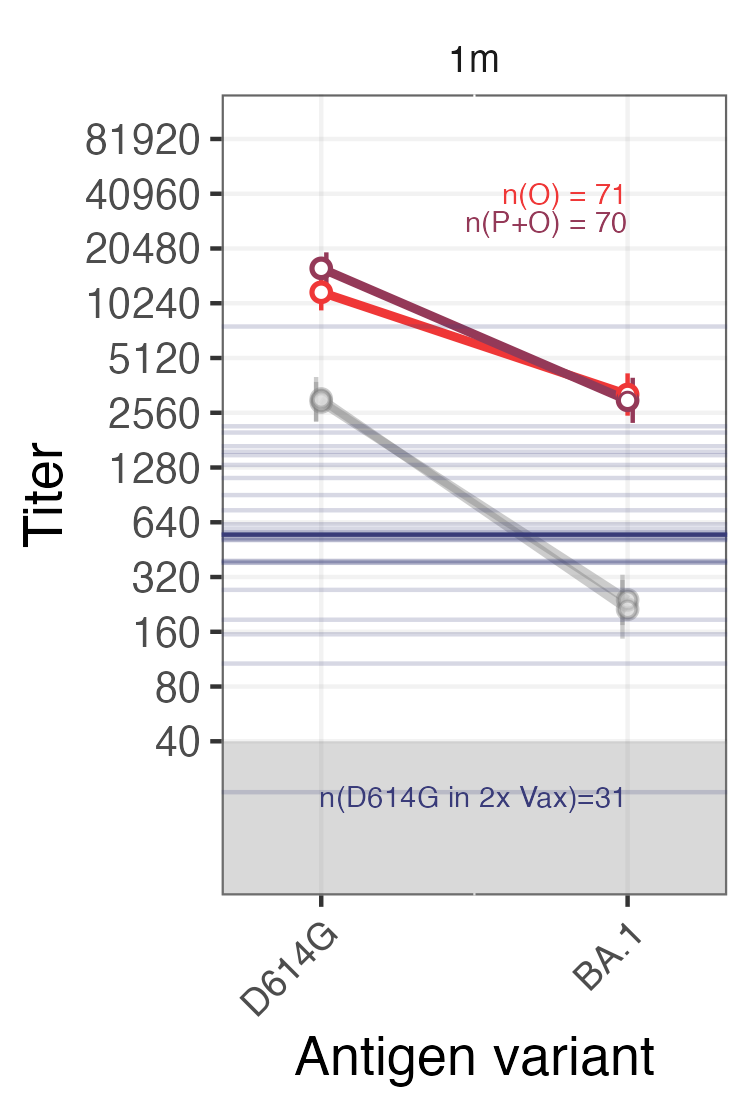 1m
81920
40960
20480
10240
5120
2560
1280
640
320
160
80
40
Titer
n(O) = 71
n(P+O) = 70
n(D614G in 2x Vax)=31
D614G
BA.1
Antigen variant